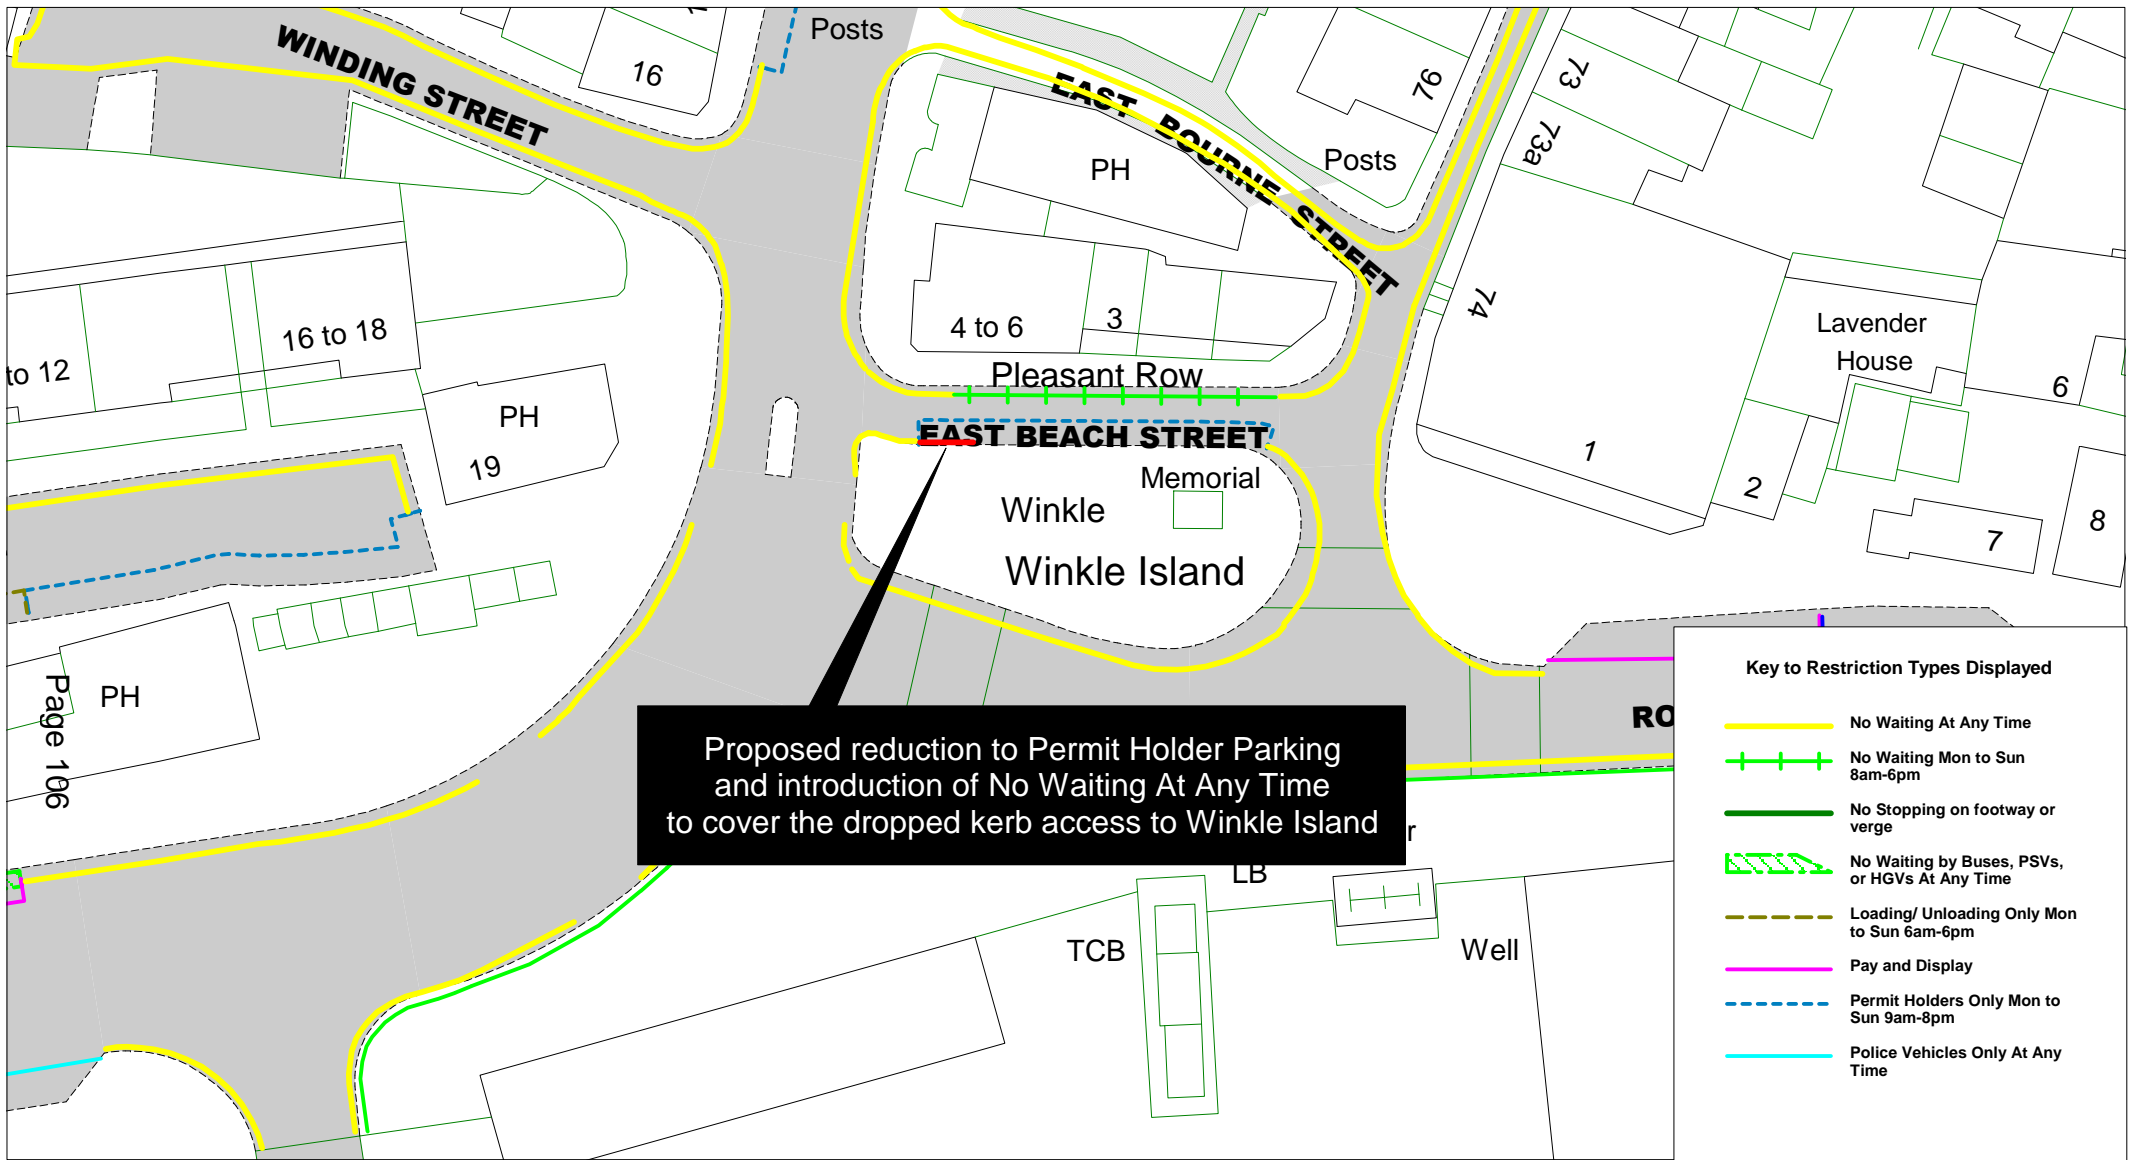 Posts
WINDING STREET
16
EAST BOURNE STREET
76
73
73a
Posts
PH
74
4 to 6
3
Lavender
House
16 to 18
to 12
Pleasant Row
6
PH
19
EAST BEACH STREET
Memorial
Winkle
Winkle Island
1
2
7
8
Page 106
PH
RO
Proposed reduction to Permit Holder Parking
and introduction of No Waiting At Any Time
to cover the dropped kerb access to Winkle Island
r
LB
TCB
Well
Key to Restriction Types Displayed
No Waiting At Any Time
No Waiting Mon to Sun
8am-6pm
No Stopping on footway or
verge
No Waiting by Buses, PSVs,
or HGVs At Any Time
Loading/ Unloading Only Mon
to Sun 6am-6pm
Pay and Display
Permit Holders Only Mon to
Sun 9am-8pm
Police Vehicles Only At Any
Time